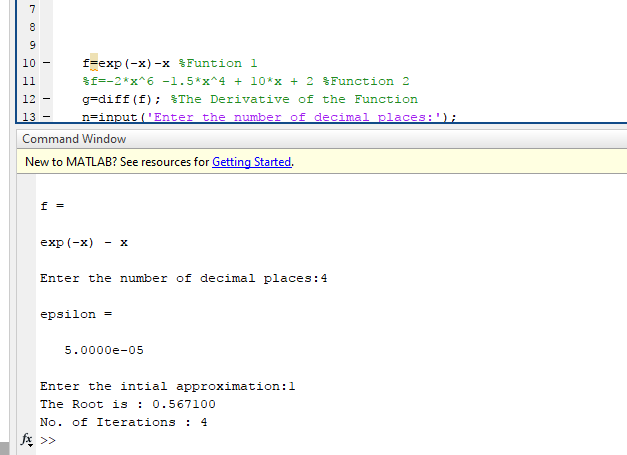 7
8
9
10 - f=exp(-x)-x %Funtion 1
11 %f=-2*x^6 -1.5*x^4 + 10*x + 2 %Function 2
12 - g=diff(f); %The Derivative of the Function
13 - n=input('Enter the number of decimal places:');
Command Window
New to MATLAB? See resources for Getting Started.
f =
exp(-x) - x
Enter the number of decimal places:4
epsilon =
5.0000e-05
Enter the intial approximation:1
The Root is : 0.567100
No. of Iterations : 4
fx >>